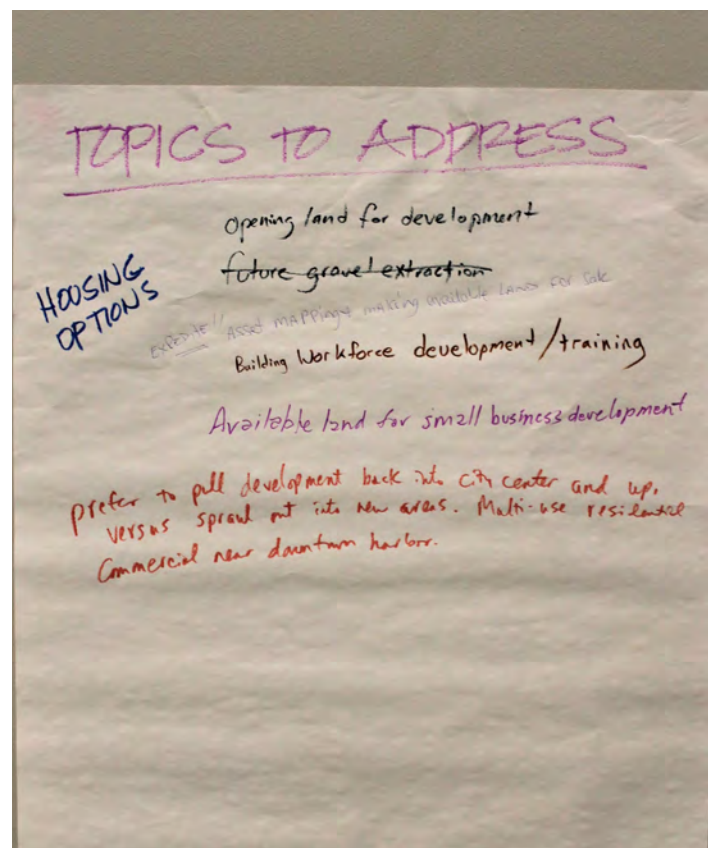 TOPICS TO ADDRESS
Opening land for development
future gravel extraction
HOUSING
OPTIONS
EXPEDITE!! ASSET MAPPING & making available LAND for sale
Building Workforce development/training
Available land for small business development
prefer to pull development back into city center and up,
versus sprawl out into new areas. Multi-use residential
Commercial near downtown harbor.